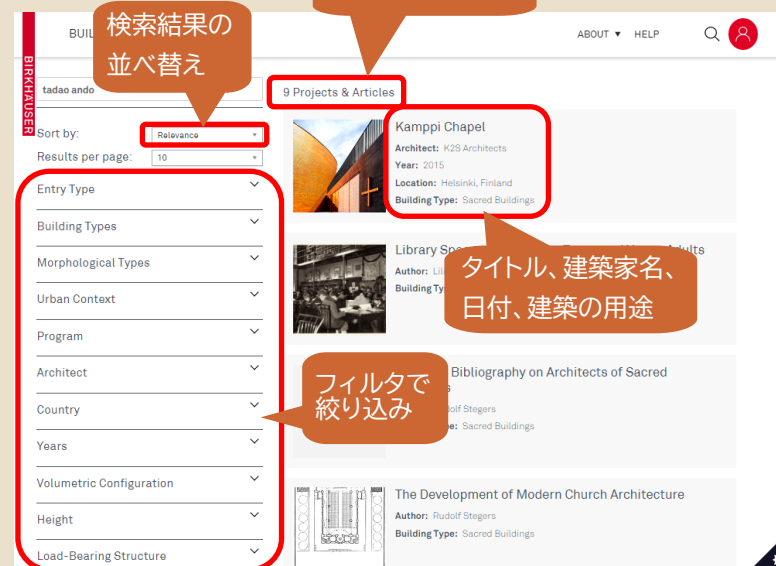 検索結果の
並べ替え
BUIL
ABOUT ▼ HELP
BIRKHÄUSER
tadao ando
9 Projects & Articles
Sort by: Relevance
Results per page: 10
Entry Type
Building Types
Morphological Types
Urban Context
Program
Architect
Country
Years
Volumetric Configuration
Height
Load-Bearing Structure
Kamppi Chapel
Architect: K2S Architects
Year: 2015
Location: Helsinki, Finland
Building Type: Sacred Buildings
Library
Author:
Building
タイトル、建築家名、
日付、建築の用途
フィルタで
絞り込み
Bibliography on Architects of Sacred
Stegers
Sacred Buildings
The Development of Modern Church Architecture
Author: Rudolf Stegers
Building Type: Sacred Buildings